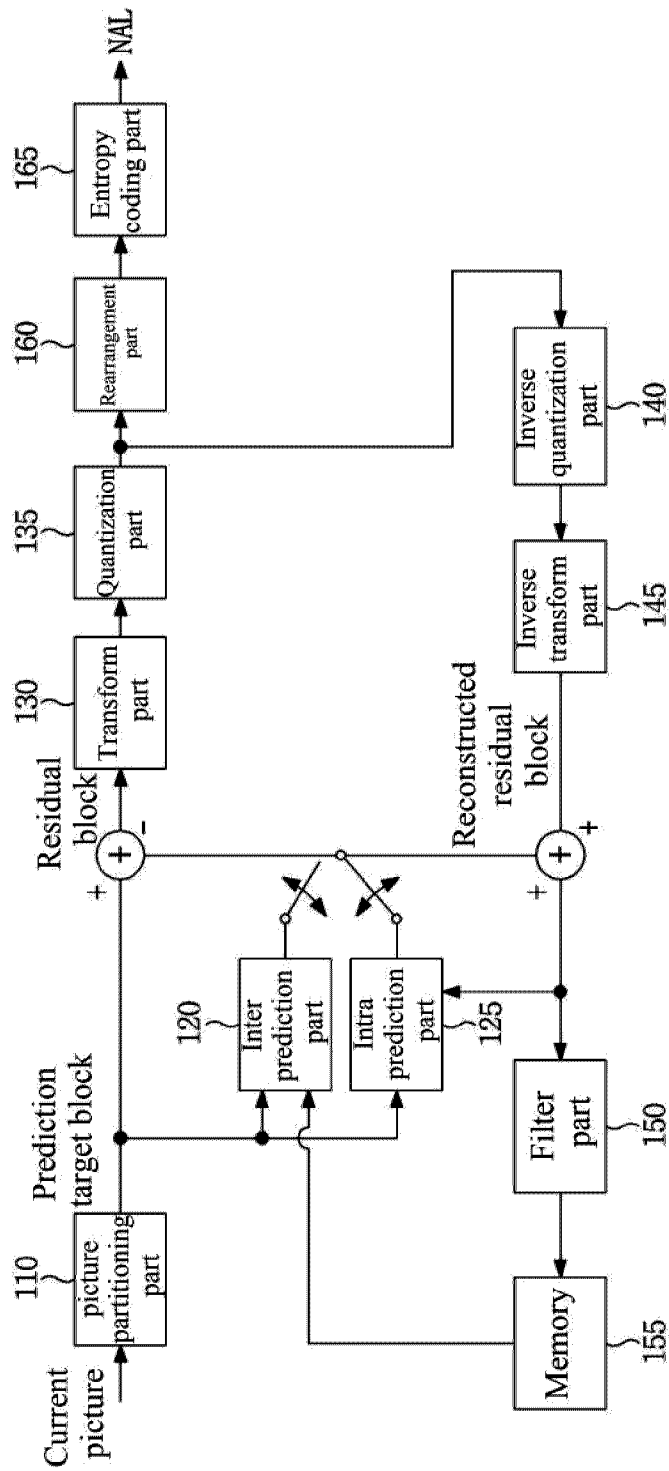 Current
picture
110
picture
partitioning
part
Prediction
target block
+
+
-
Residual
block
130
Transform
part
135
Quantization
part
160
Rearrangement
part
165
Entropy
coding part
NAL
120
Inter
prediction
part
Intra
prediction
part
125
Memory
155
Filter
part
150
+
+
+
Reconstructed
residual
block
Inverse
transform
part
145
Inverse
quantization
part
140